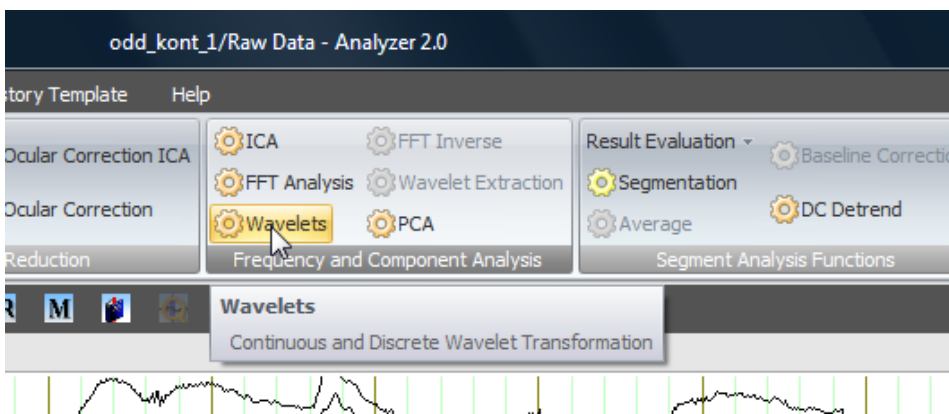 odd_kont_1/Raw Data - Analyzer 2.0
story Template Help
Ocular Correction ICA
Ocular Correction
Reduction
ICA
FFT Inverse
FFT Analysis
Wavelet Extraction
Wavelets
PCA
Frequency and Component Analysis
Result Evaluation
Baseline Correctio
Segmentation
DC Detrend
Average
Segment Analysis Functions
R M
Wavelets
Continuous and Discrete Wavelet Transformation